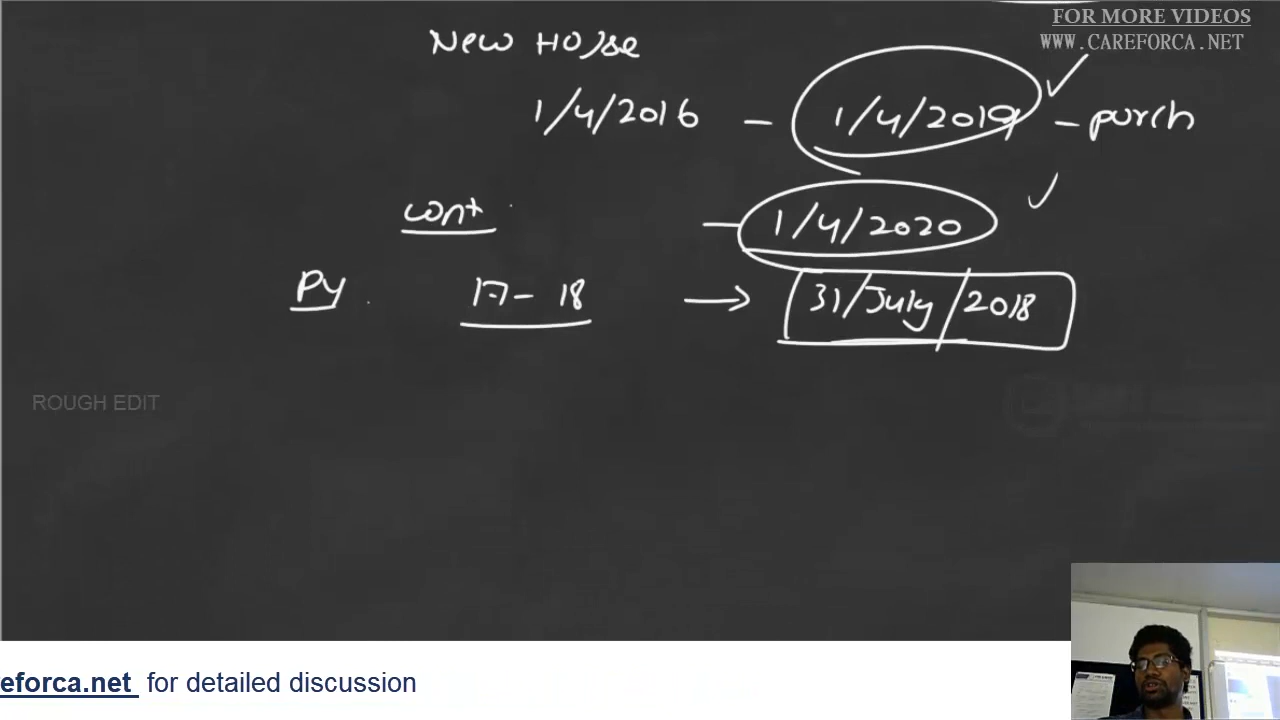 FOR MORE VIDEOS
WWW.CAREFORCA.NET
New House
1/4/2016 – 1/4/2019 – purch
cont – 1/4/2020
PY 17-18 → 31/July/2018
ROUGH EDIT
eforca.net for detailed discussion